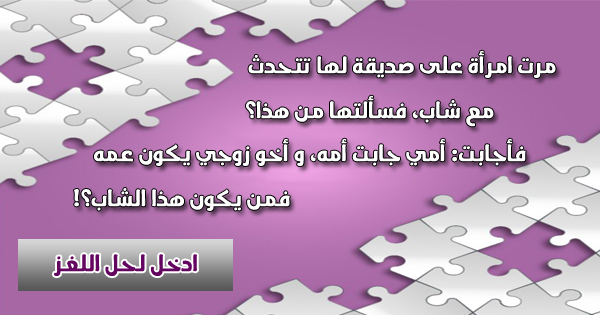 مرت امرأة على صديقة لها تتحدث
مع شاب، فسألتها من هذا؟
فأجابت: أمي جابت أمه، و أخو زوجي يكون عمه
فمن يكون هذا الشاب؟!
ادخل لحل اللغز